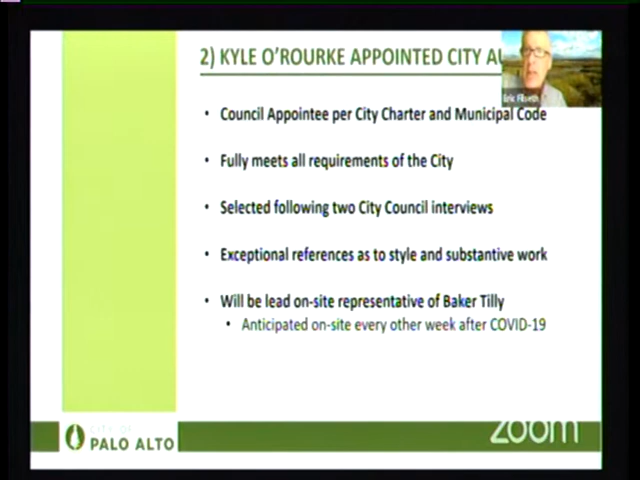 2) KYLE O'ROURKE APPOINTED CITY AU
Eric Filseth
• Council Appointee per City Charter and Municipal Code
• Fully meets all requirements of the City
• Selected following two City Council interviews
• Exceptional references as to style and substantive work
• Will be lead on-site representative of Baker Tilly
• Anticipated on-site every other week after COVID-19
CITY OF
PALO ALTO
zoom